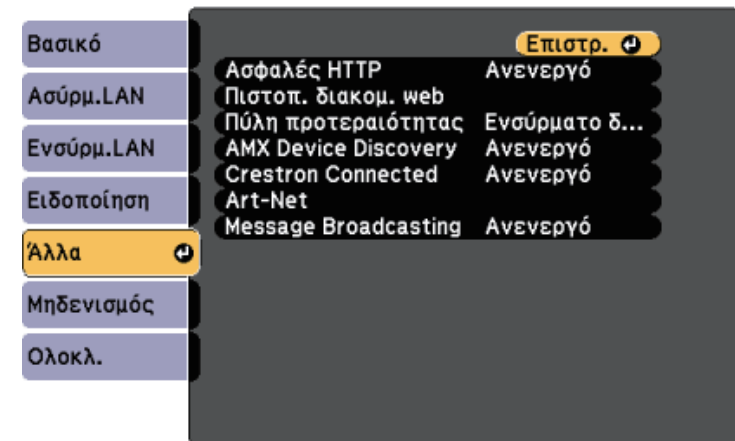 Βασικό
Ασύρμ.LAN
Ενσύρμ.LAN
Ειδοποίηση
Άλλα
Μηδενισμός
Ολοκλ.
Επιστρ.
Ασφαλές HTTP Ανενεργό
Πιστοπ. διακομ. web
Πύλη προτεραιότητας Ενσύρματο δ...
AMX Device Discovery Ανενεργό
Crestron Connected Ανενεργό
Art-Net
Message Broadcasting Ανενεργό